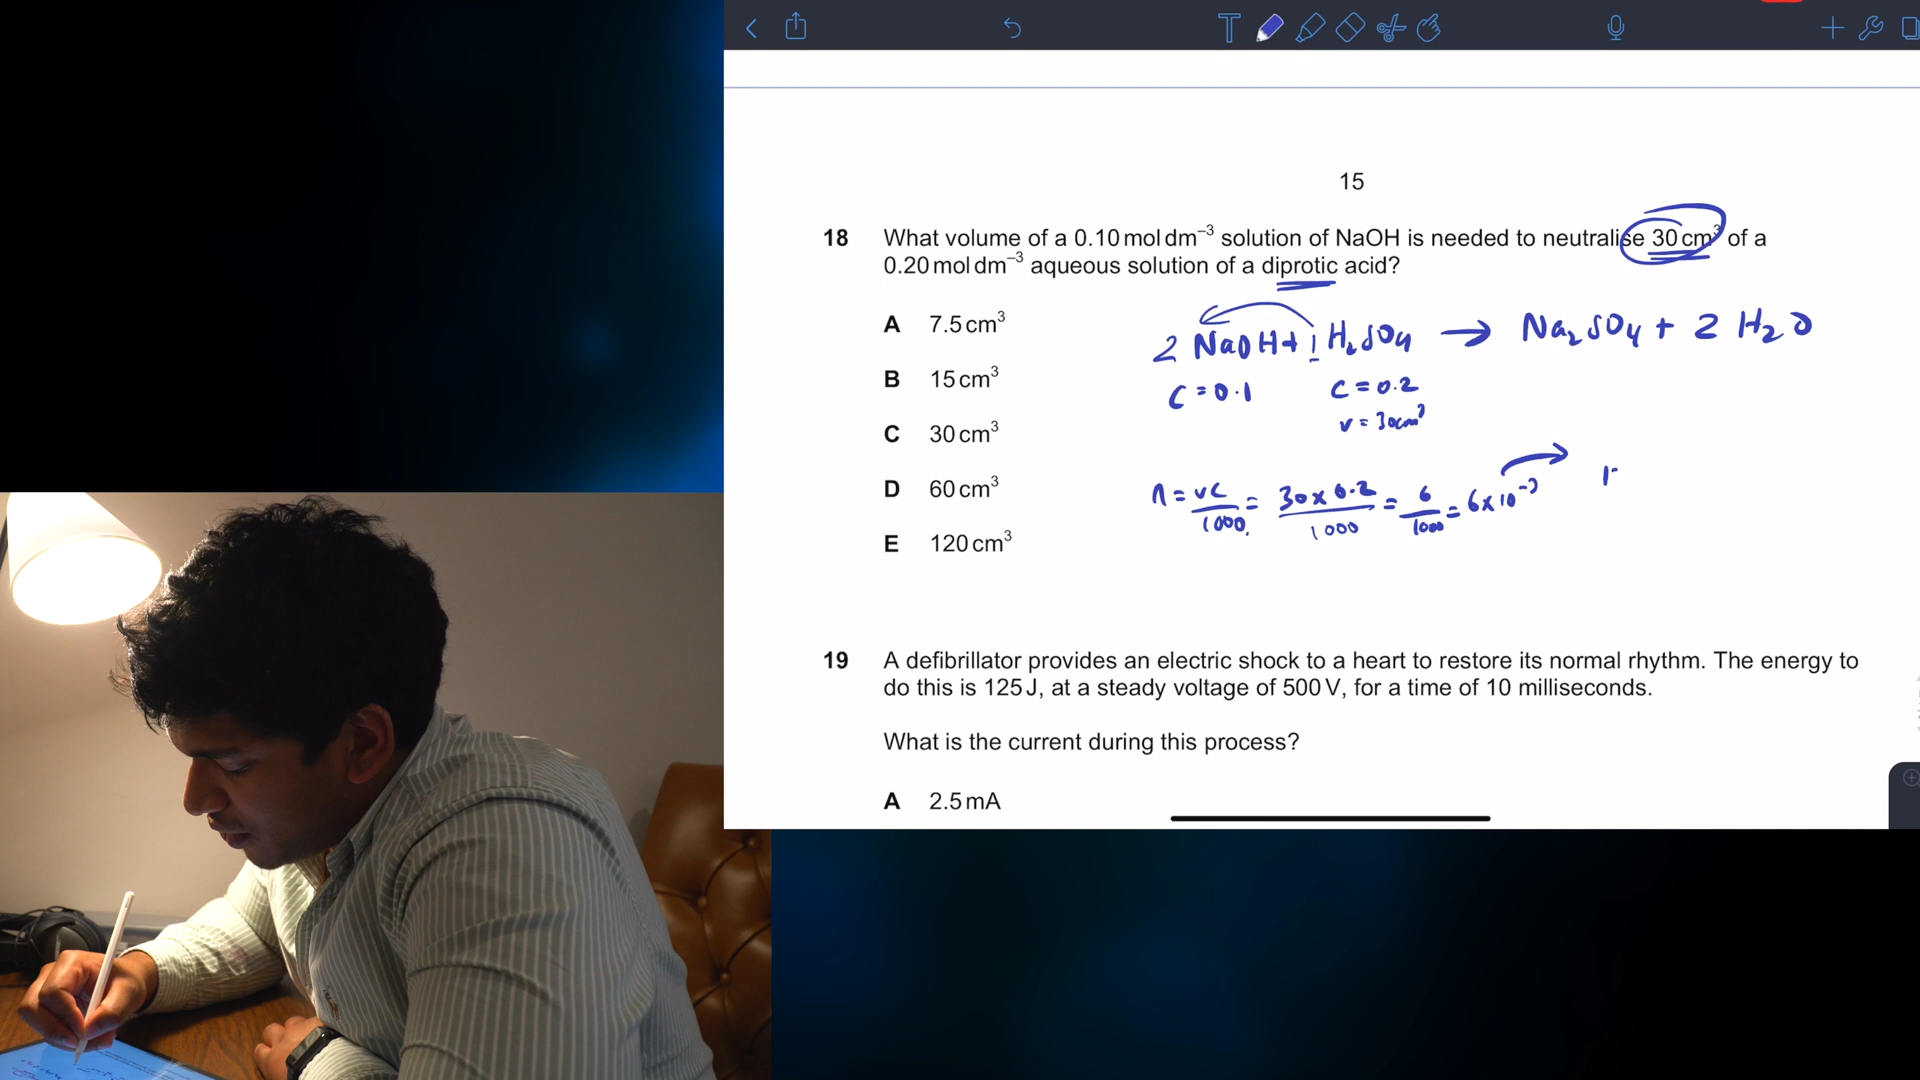 15
18 What volume of a 0.10 mol dm⁻³ solution of NaOH is needed to neutralise 30 cm³ of a
0.20 mol dm⁻³ aqueous solution of a diprotic acid?
A 7.5 cm³
B 15 cm³
C 30 cm³
D 60 cm³
E 120 cm³
2 NaOH + 1 H₂SO₄ → Na₂SO₄ + 2 H₂O
C = 0.1 C = 0.2
V = 30cm³
n = VC/1000 = 30 x 0.2/1000 = 6/1000 = 6x10⁻³
19 A defibrillator provides an electric shock to a heart to restore its normal rhythm. The energy to
do this is 125 J, at a steady voltage of 500 V, for a time of 10 milliseconds.
What is the current during this process?
A 2.5 mA